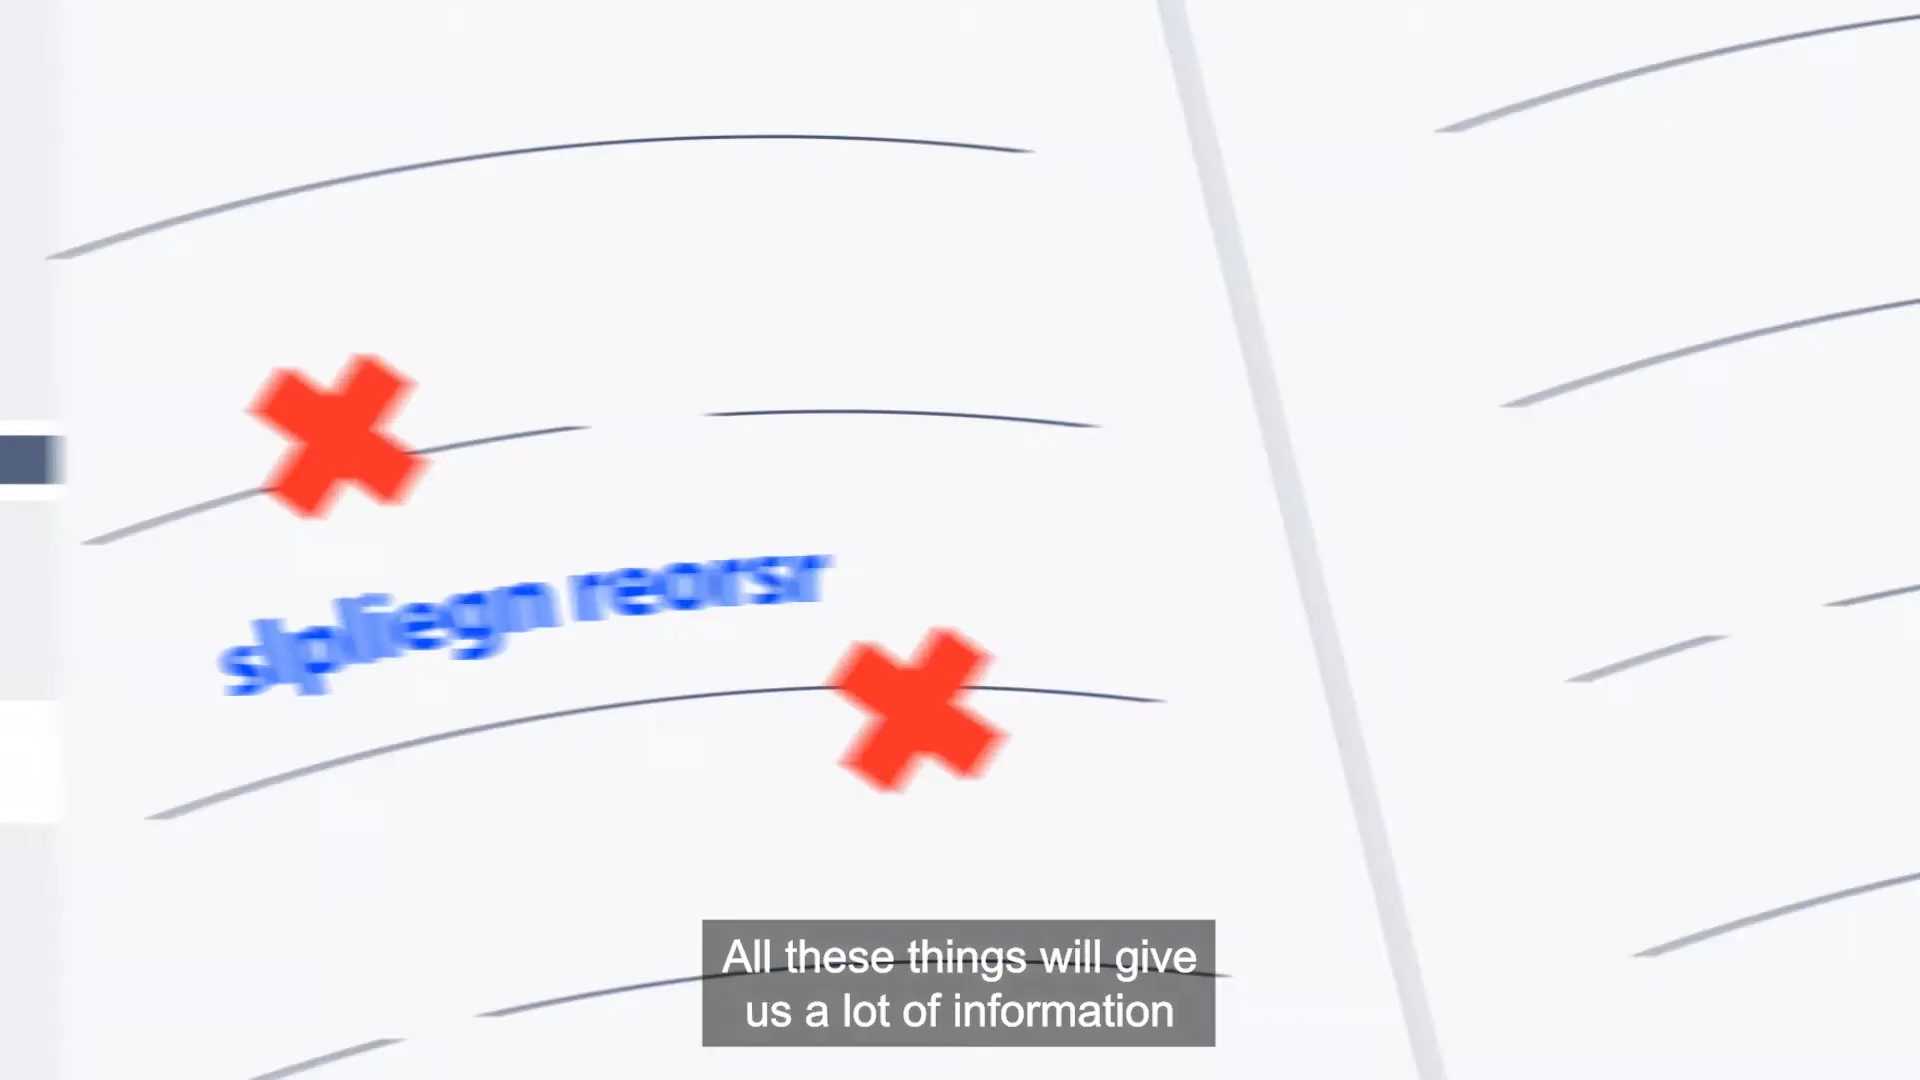 slpliegn reorsr
All these things will give
us a lot of information